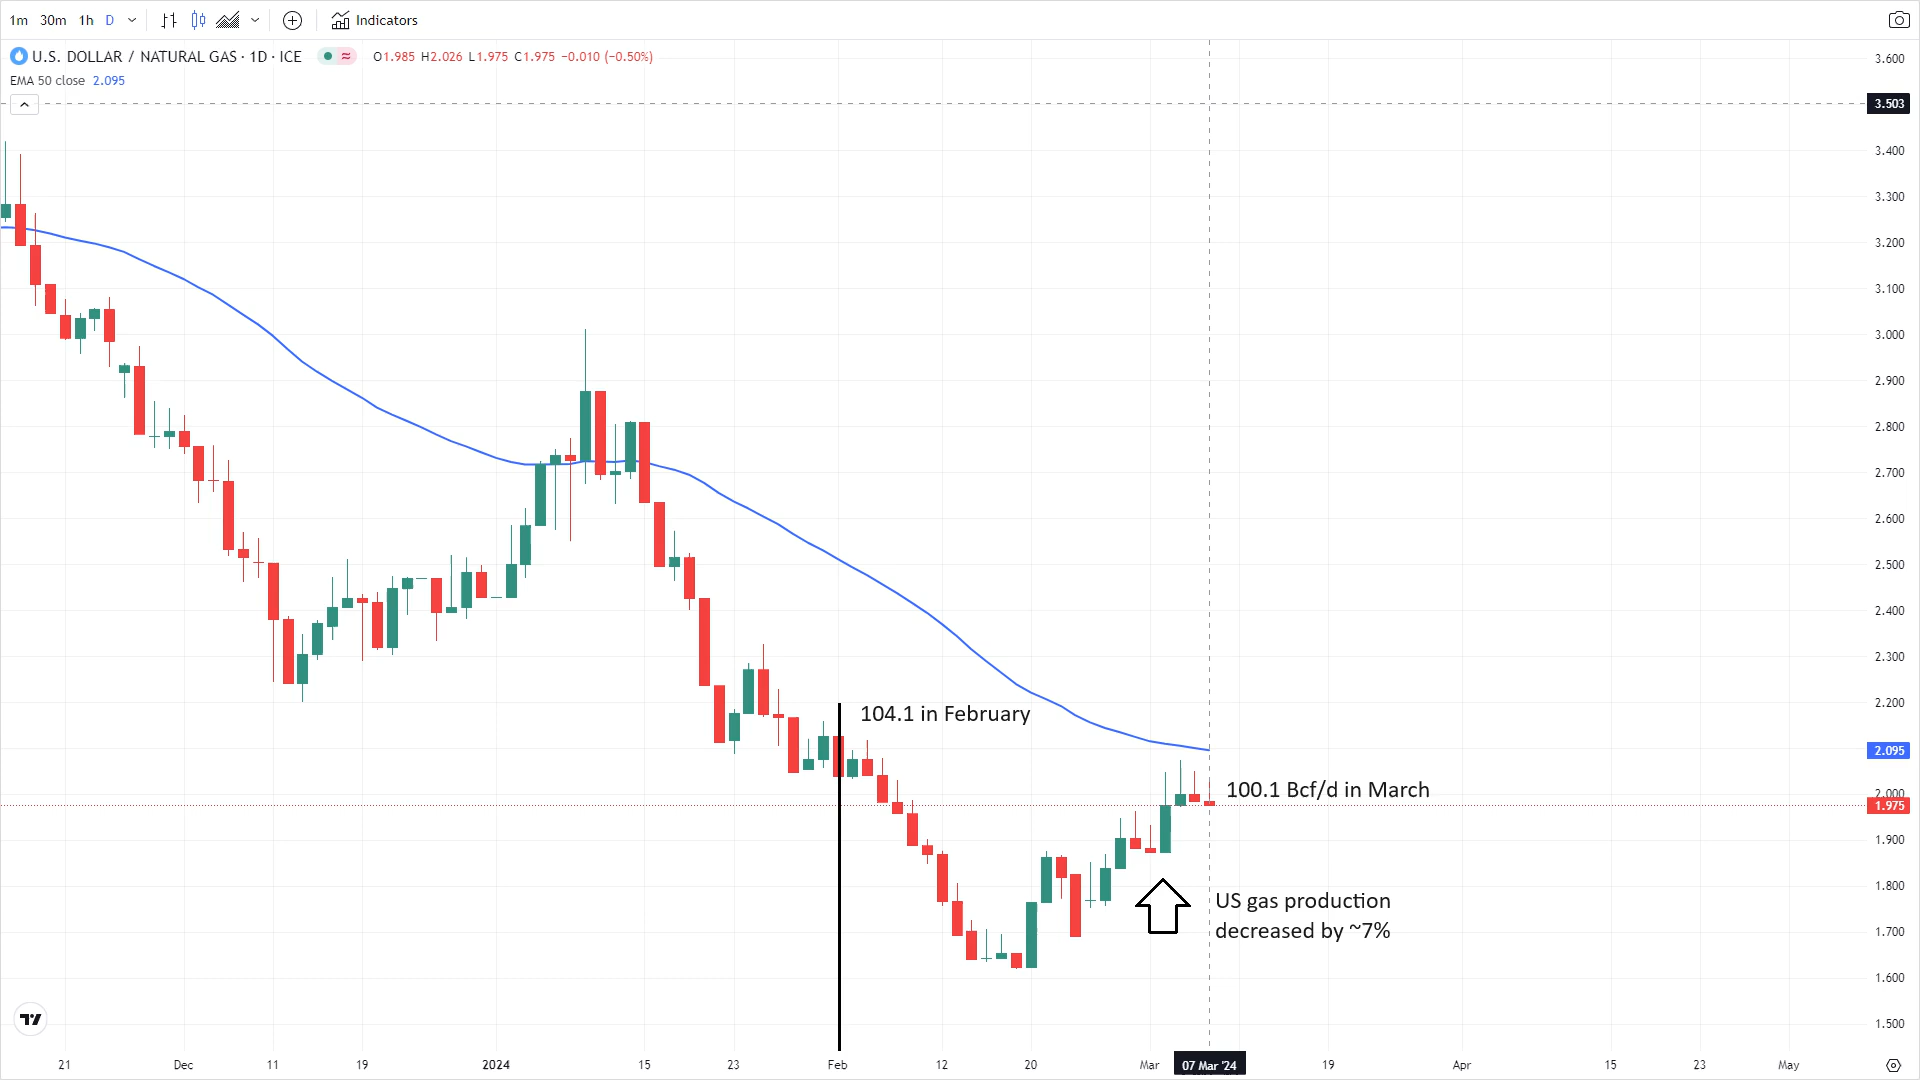 1m 30m 1h D Indicators
U.S. DOLLAR / NATURAL GAS · 1D · ICE O1.985 H2.026 L1.975 C1.975 −0.010 (−0.50%)
EMA 50 close 2.095
3.600
3.503
3.400
3.300
3.200
3.100
3.000
2.900
2.800
2.700
2.600
2.500
2.400
2.300
2.200
104.1 in February
2.095
100.1 Bcf/d in March
2.000
1.975
1.900
1.800
US gas production
decreased by ~7%
1.700
1.600
1.500
21 Dec 11 19 2024 15 23 Feb 12 20 Mar 07 Mar '24 19 Apr 15 23 May